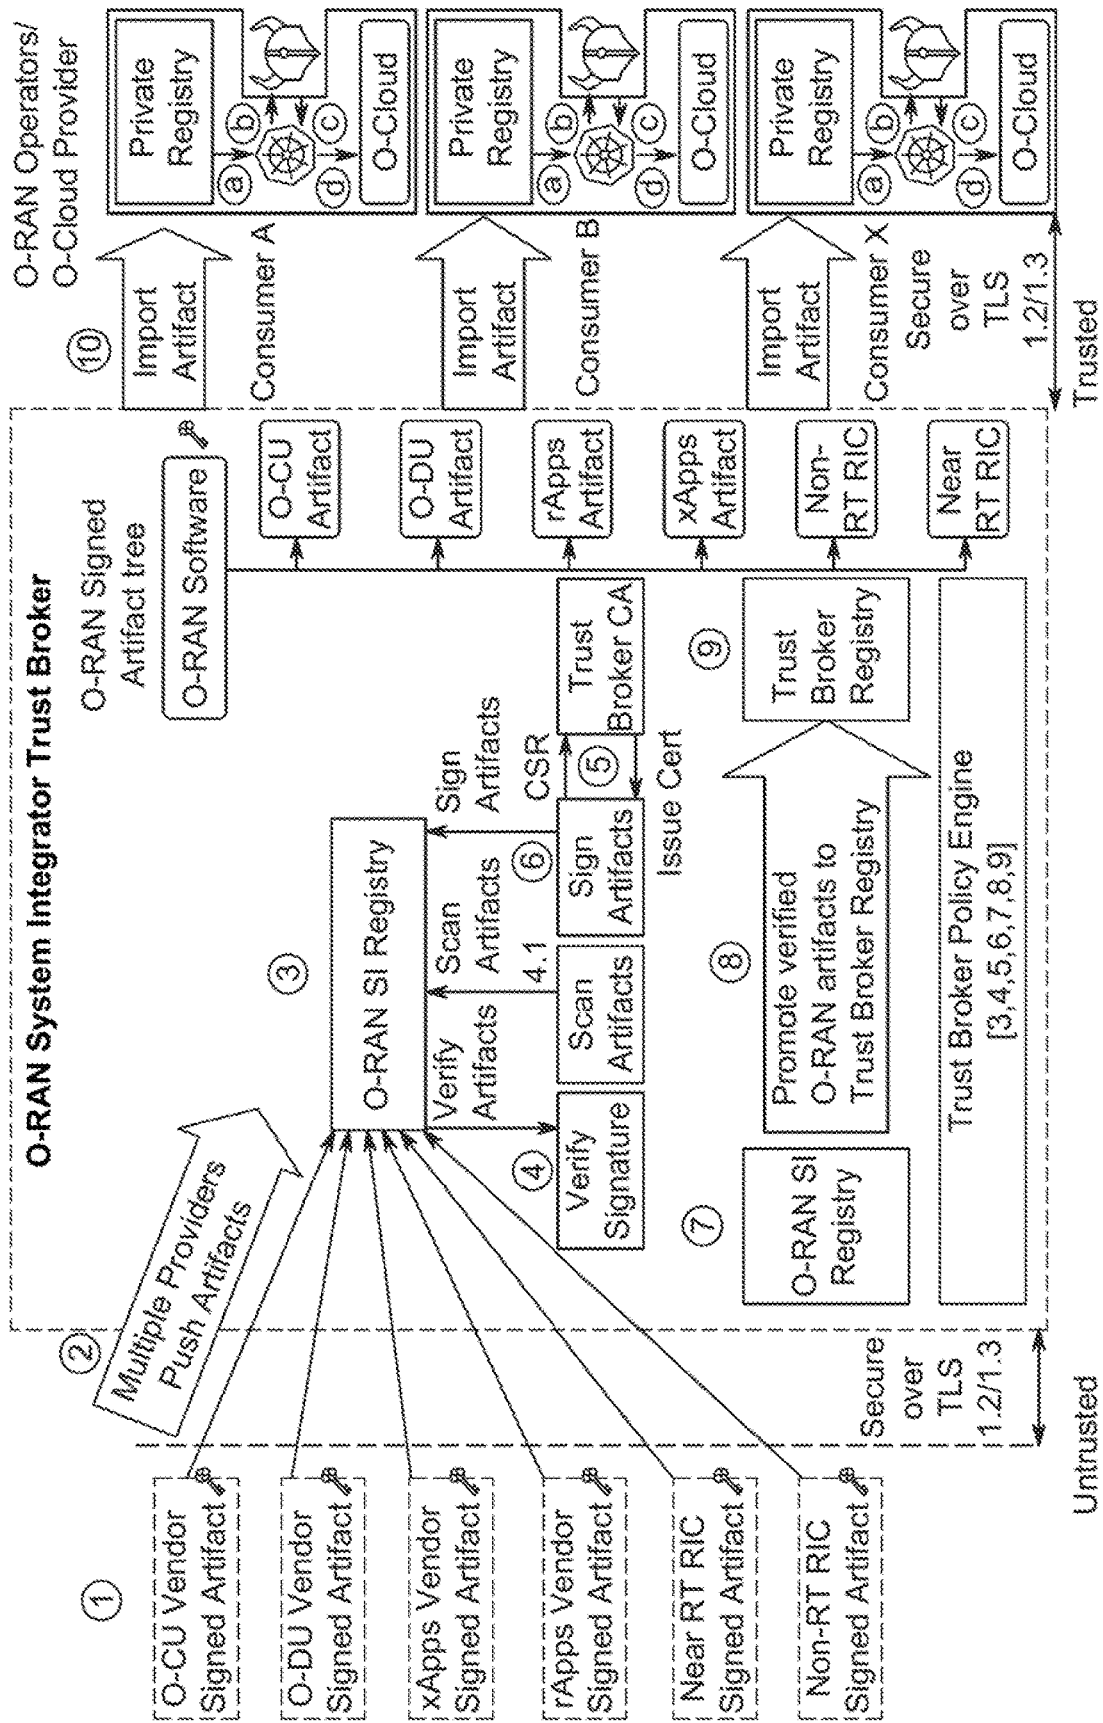 O-RAN System Integrator Trust Broker
1
O-CU Vendor
Signed Artifact
O-DU Vendor
Signed Artifact
xApps Vendor
Signed Artifact
rApps Vendor
Signed Artifact
Near RT RIC
Signed Artifact
Non-RT RIC
Signed Artifact
Untrusted
Secure
over
TLS
1.2/1.3
2
Multiple Providers
Push Artifacts
3
O-RAN SI Registry
Verify
Artifacts
Scan
Artifacts
4.1
Sign
Artifacts
4
Verify
Signature
Scan
Artifacts
6
Sign
Artifacts
CSR
5
Issue Cert
Trust
Broker CA
7
O-RAN SI
Registry
8
Promote verified
O-RAN artifacts to
Trust Broker Registry
9
Trust
Broker
Registry
Trust Broker Policy Engine
[3,4,5,6,7,8,9]
O-RAN Signed
Artifact tree
O-RAN Software
O-CU
Artifact
O-DU
Artifact
rApps
Artifact
xApps
Artifact
Non-
RT RIC
Near
RT RIC
10
Import
Artifact
Consumer A
Import
Artifact
Consumer B
Import
Artifact
Consumer X
Secure
over
TLS
1.2/1.3
Trusted
O-RAN Operators/
O-Cloud Provider
Private
Registry
a
b
c
d
O-Cloud
Private
Registry
a
b
c
d
O-Cloud
Private
Registry
a
b
c
d
O-Cloud